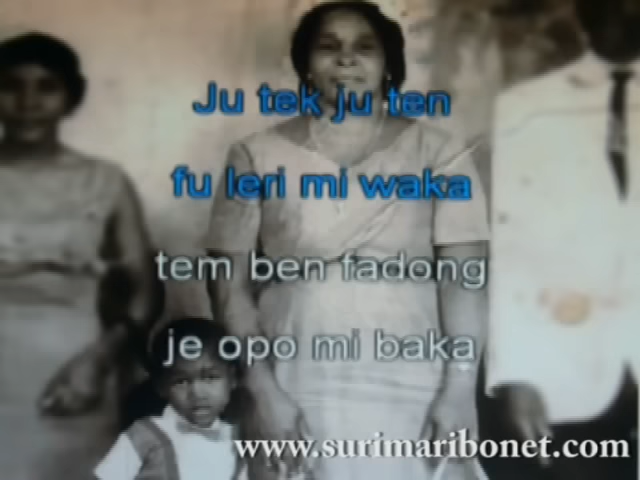 Ju tek ju ten
fu leri mi waka
tem ben fadong
je opo mi baka
www.surimaribonet.com